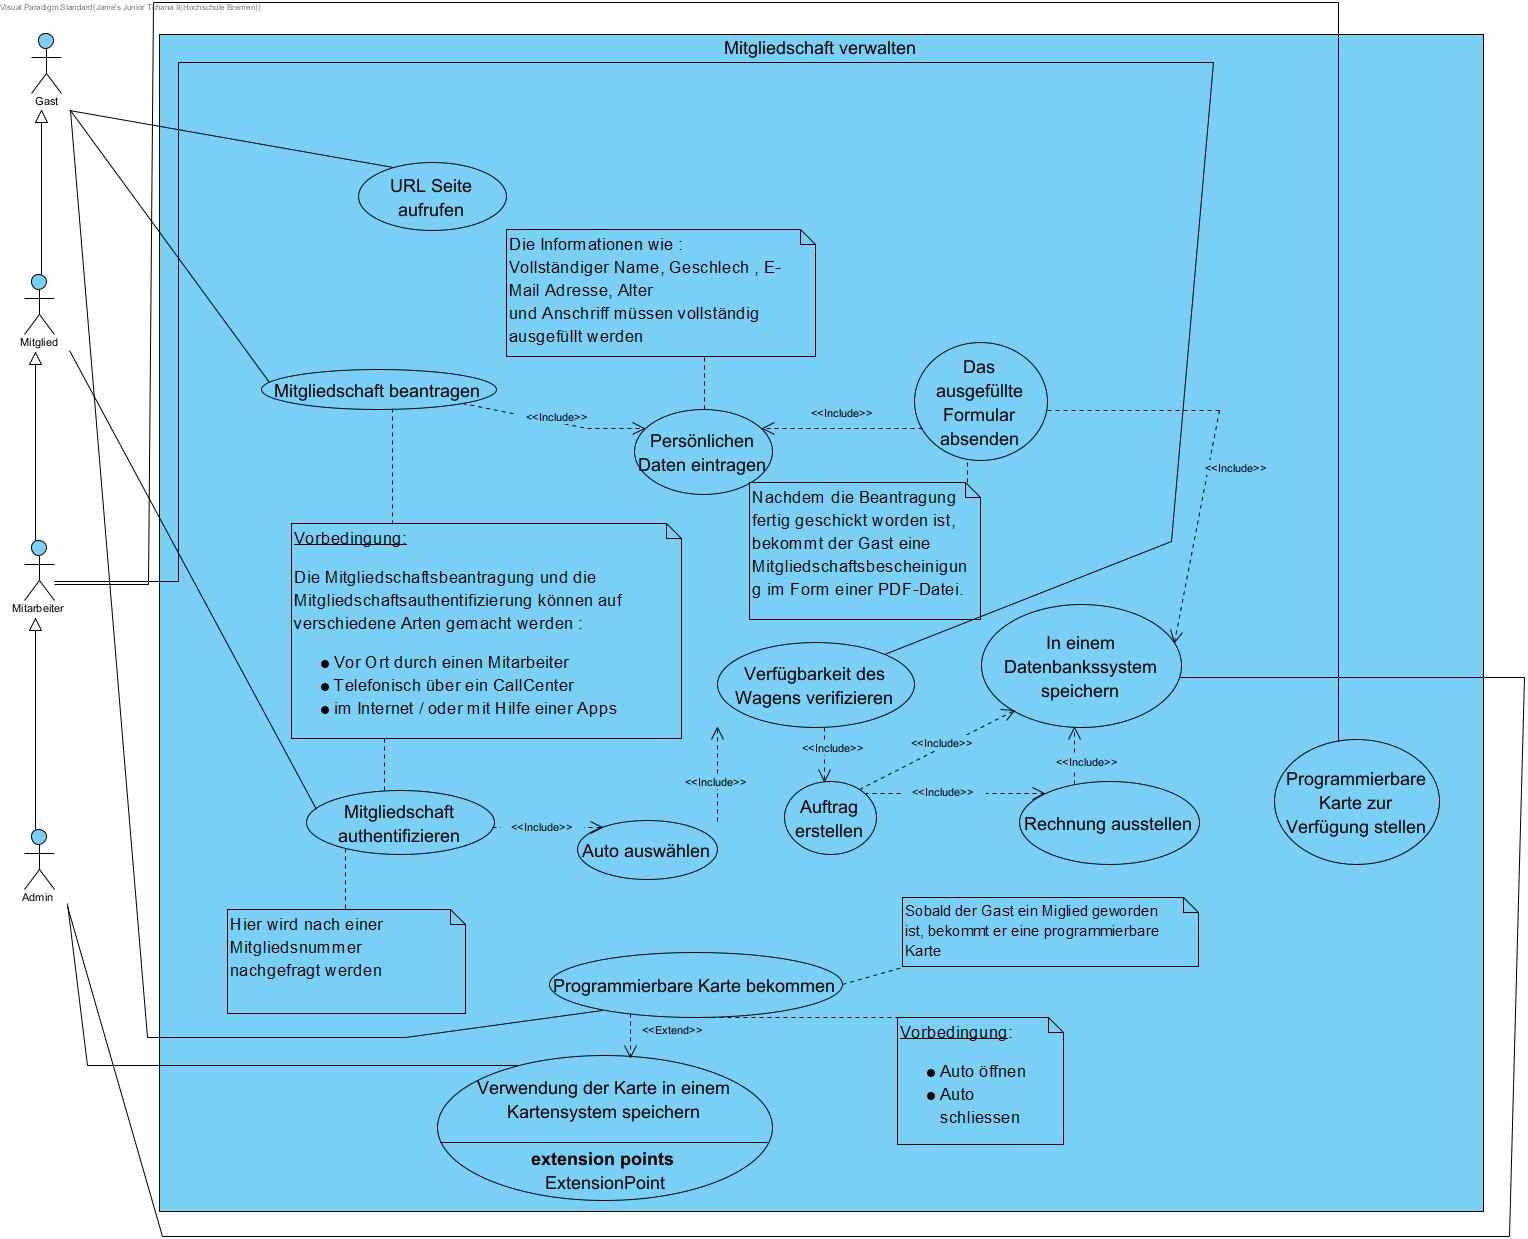 Visual Paradigm Standard(Jame's Junior Tchana II(Hochschule Bremen))
Mitgliedschaft verwalten
Gast
URL Seite
aufrufen
Die Informationen wie :
Vollständiger Name, Geschlech , E-
Mail Adresse, Alter
und Anschriff müssen vollständig
ausgefüllt werden
Mitglied
Das
ausgefüllte
Formular
absenden
Mitgliedschaft beantragen
<<Include>>
<<Include>>
Persönlichen
Daten eintragen
<<Include>>
Nachdem die Beantragung
fertig geschickt worden ist,
bekommt der Gast eine
Mitgliedschaftsbescheinigun
g im Form einer PDF-Datei.
Vorbedingung:
Die Mitgliedschaftsbeantragung und die
Mitgliedschaftsauthentifizierung können auf
verschiedene Arten gemacht werden :
● Vor Ort durch einen Mitarbeiter
● Telefonisch über ein CallCenter
● im Internet / oder mit Hilfe einer Apps
Mitarbeiter
In einem
Datenbankssystem
speichern
Verfügbarkeit des
Wagens verifizieren
<<Include>>
<<Include>>
<<Include>>
<<Include>>
<<Include>>
Programmierbare
Karte zur
Verfügung stellen
Mitgliedschaft
authentifizieren
<<Include>>
Auto auswählen
Auftrag
erstellen
Rechnung ausstellen
Admin
Hier wird nach einer
Mitgliedsnummer
nachgefragt werden
Sobald der Gast ein Miglied geworden
ist, bekommt er eine programmierbare
Karte
Programmierbare Karte bekommen
<<Extend>>
Vorbedingung:
● Auto öffnen
● Auto
schliessen
Verwendung der Karte in einem
Kartensystem speichern
extension points
ExtensionPoint